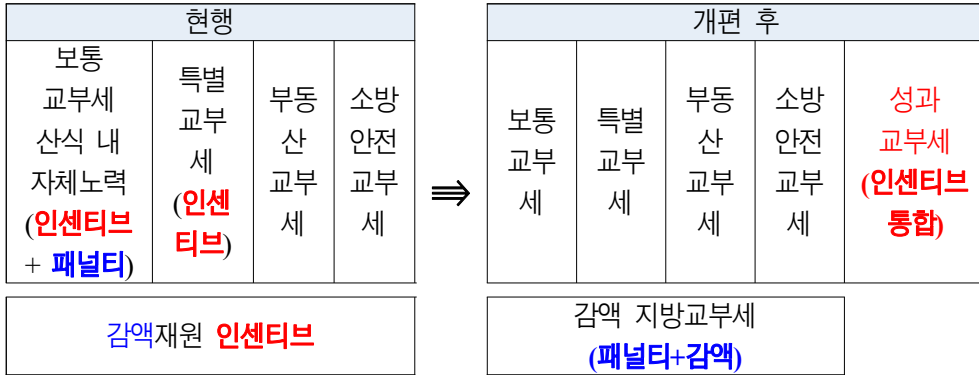 현행
보통
교부세
산식 내
자체노력
(인센티브
+ 패널티)
특별
교부
세
(인센
티브)
부동
산
교부
세
소방
안전
교부
세
감액재원 인센티브
⇛
개편 후
보통
교부
세
특별
교부
세
부동
산
교부
세
소방
안전
교부
세
성과
교부세
(인센티브
통합)
감액 지방교부세
(패널티+감액)